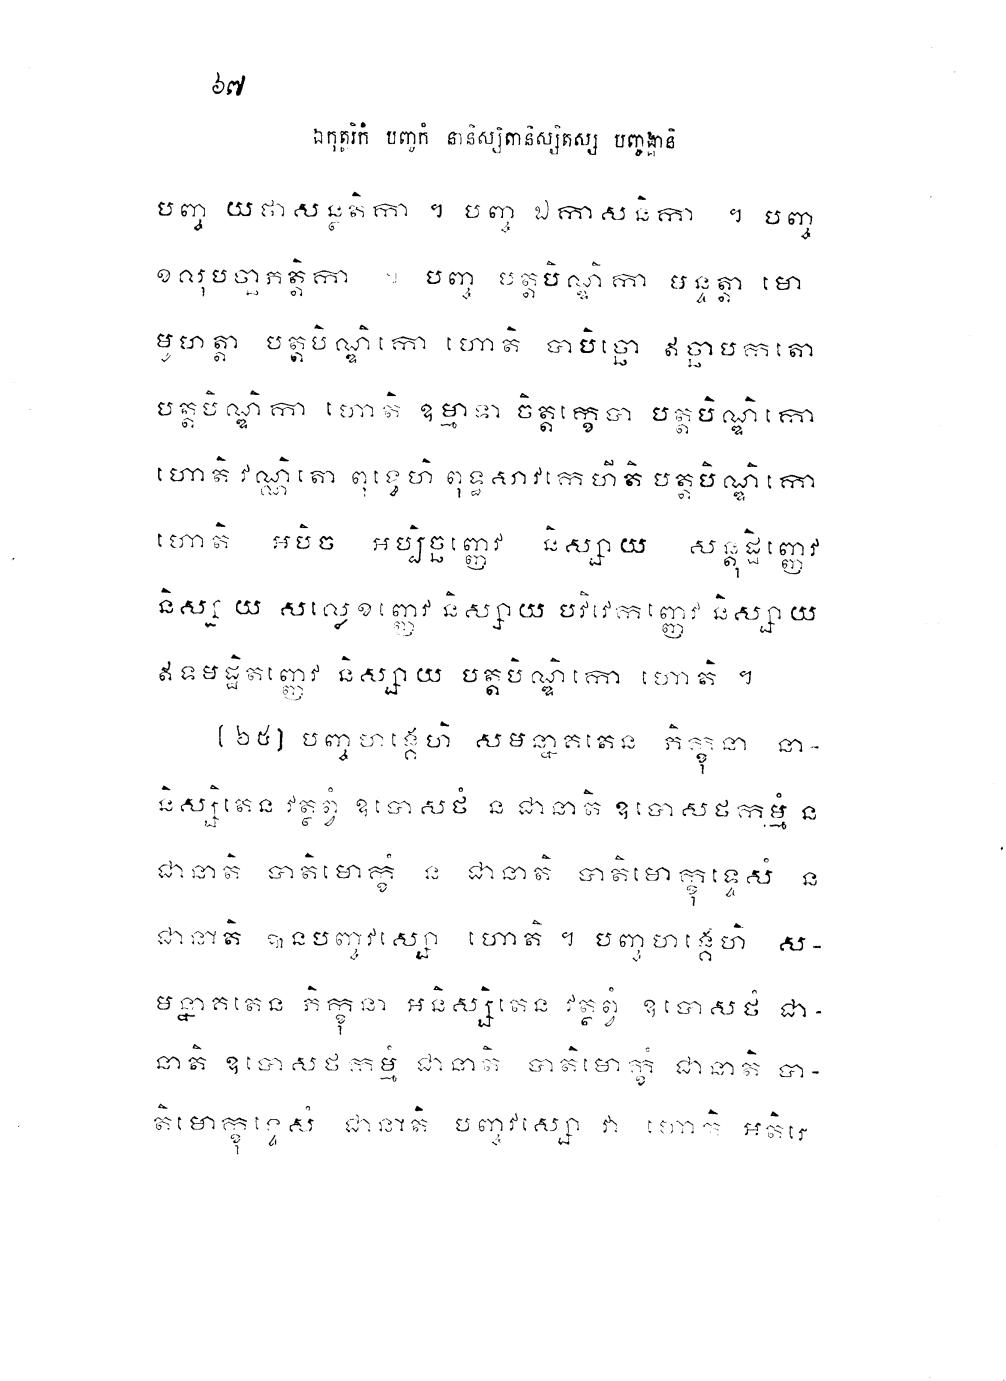 ៦៧
ឯកុត្តរិកំ បញ្ចកំ នានិស្សិតានិស្សិតស្ស បញ្ចង្គានិ
បញ្ច យថាសន្ថតិកា ។ បញ្ច ឯកាសនិកា ។ បញ្ច
ខលុបច្ឆាភត្តិកា ។ បញ្ច បត្តបិណ្ឌិកា មន្ទត្តា មោ
មូហត្តា បត្តបិណ្ឌិកោ ហោតិ បាបិច្ឆោ ឥច្ឆាបកតោ
បត្តបិណ្ឌិកោ ហោតិ ឧម្មាទា ចិត្តក្ខេបា បត្តបិណ្ឌិកោ
ហោតិ វណ្ណិតោ ពុទ្ធេហិ ពុទ្ធសាវកេហីតិ បត្តបិណ្ឌិកោ
ហោតិ អបិច អប្បិច្ឆញ្ញេវ និស្សាយ សន្តុដ្ឋិញ្ញេវ
និស្សាយ សល្លេខញ្ញេវ និស្សាយ បវិវេកញ្ញេវ និស្សាយ
ឥទមដ្ឋិតញ្ញេវ និស្សាយ បត្តបិណ្ឌិកោ ហោតិ ។
[៦៥] បញ្ចហង្គេហិ សមន្នាគតេន ភិក្ខុនា នា-
និស្សិតេន វត្ថព្វំ ឧបោសថំ ន ជានាតិ ឧបោសថកម្មំ ន
ជានាតិ បាតិមោក្ខំ ន ជានាតិ បាតិមោក្ខុទ្ទេសំ ន
ជានាតិ ឩនបញ្ចវស្សោ ហោតិ ។ បញ្ចហង្គេហិ ស-
មន្នាគតេន ភិក្ខុនា អនិស្សិតេន វត្ថព្វំ ឧបោសថំ ជា-
នាតិ ឧបោសថកម្មំ ជានាតិ បាតិមោក្ខំ ជានាតិ បា-
តិមោក្ខុទ្ទេសំ ជានាតិ បញ្ចវស្សោ វា ហោតិ អតិរេ